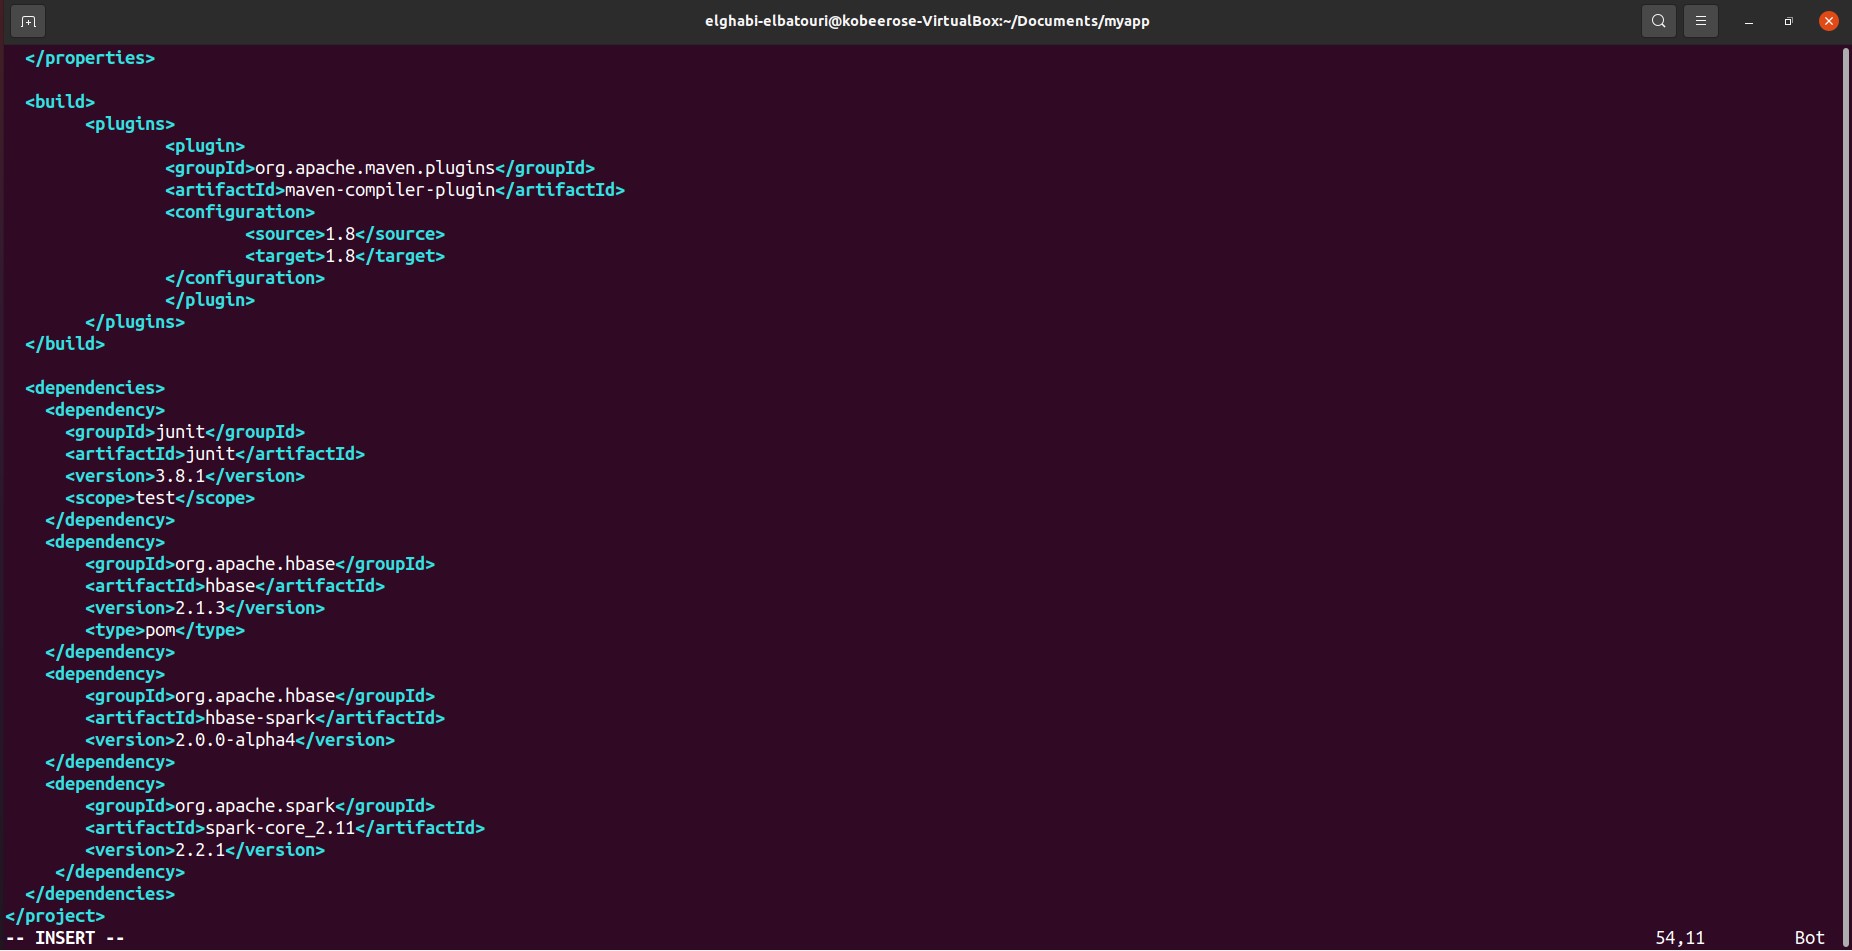 elghabi-elbatouri@kobeerose-VirtualBox:~/Documents/myapp
  </properties>

  <build>
        <plugins>
                <plugin>
                <groupId>org.apache.maven.plugins</groupId>
                <artifactId>maven-compiler-plugin</artifactId>
                <configuration>
                        <source>1.8</source>
                        <target>1.8</target>
                </configuration>
                </plugin>
        </plugins>
  </build>

  <dependencies>
    <dependency>
      <groupId>junit</groupId>
      <artifactId>junit</artifactId>
      <version>3.8.1</version>
      <scope>test</scope>
    </dependency>
    <dependency>
        <groupId>org.apache.hbase</groupId>
        <artifactId>hbase</artifactId>
        <version>2.1.3</version>
        <type>pom</type>
    </dependency>
    <dependency>
        <groupId>org.apache.hbase</groupId>
        <artifactId>hbase-spark</artifactId>
        <version>2.0.0-alpha4</version>
    </dependency>
    <dependency>
        <groupId>org.apache.spark</groupId>
        <artifactId>spark-core_2.11</artifactId>
        <version>2.2.1</version>
     </dependency>
  </dependencies>
</project>
-- INSERT -- 54,11 Bot